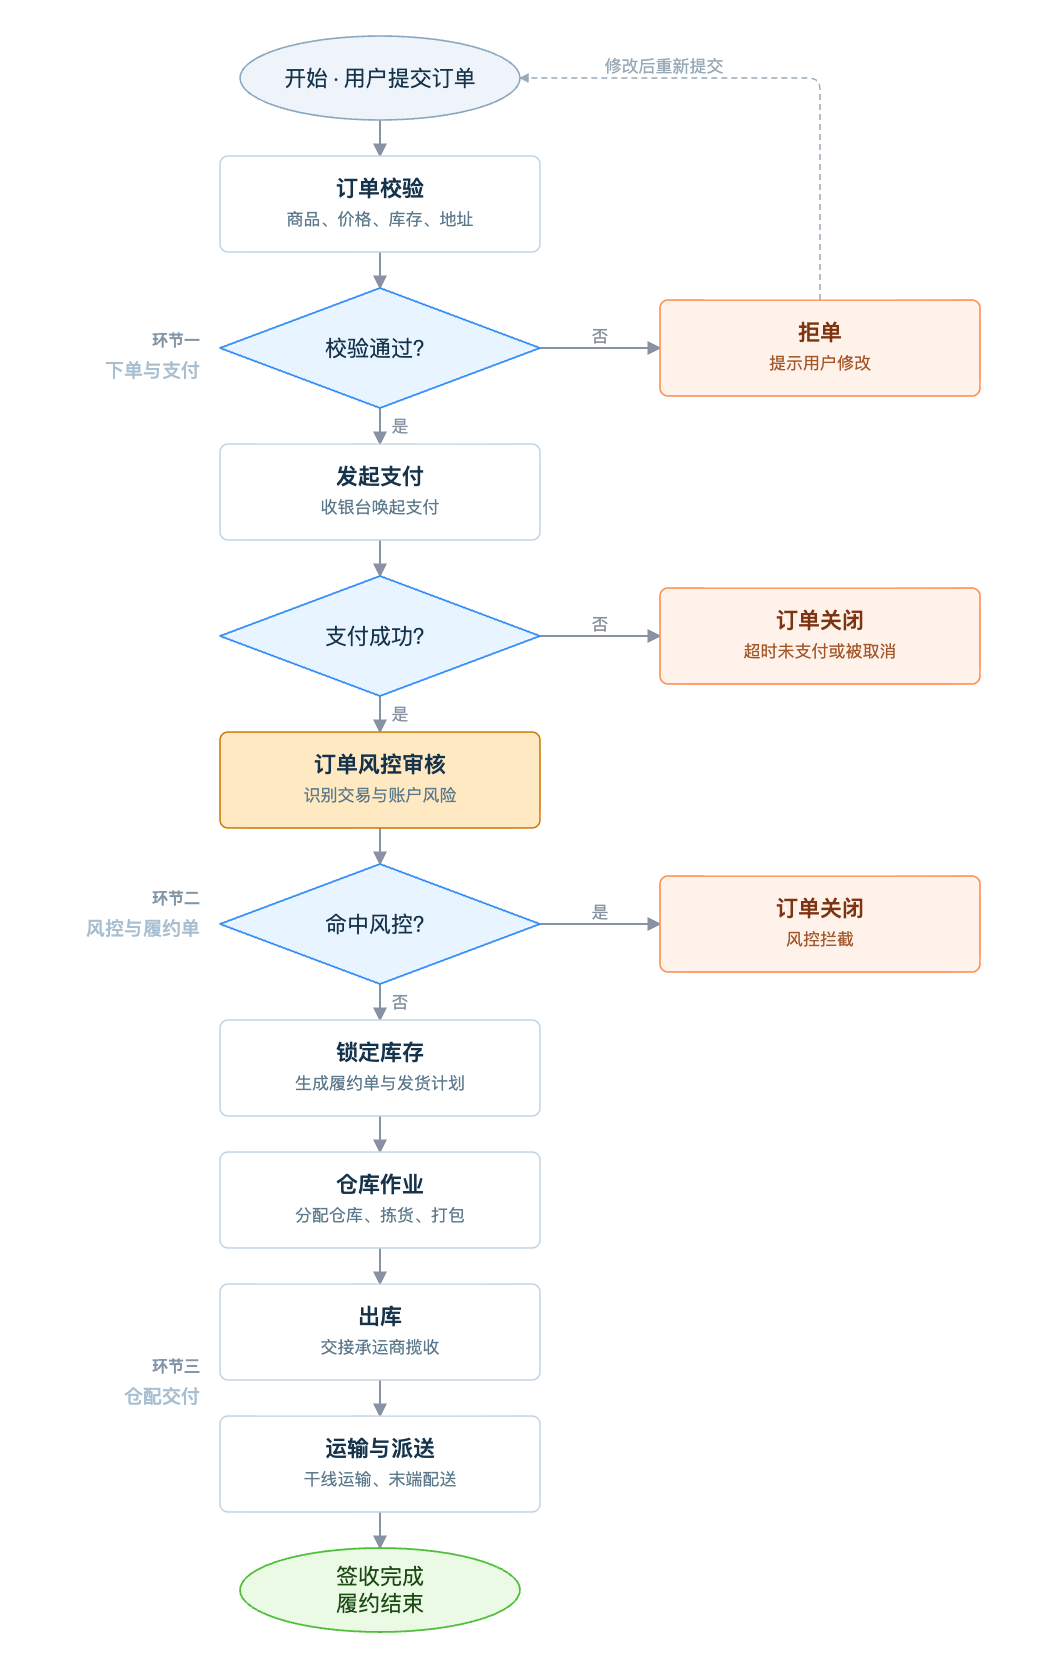 开始 · 用户提交订单
修改后重新提交
订单校验
商品、价格、库存、地址
环节一
下单与支付
校验通过?
否
拒单
提示用户修改
是
发起支付
收银台唤起支付
支付成功?
否
订单关闭
超时未支付或被取消
是
订单风控审核
识别交易与账户风险
环节二
风控与履约单
命中风控?
是
订单关闭
风控拦截
否
锁定库存
生成履约单与发货计划
仓库作业
分配仓库、拣货、打包
出库
交接承运商揽收
环节三
仓配交付
运输与派送
干线运输、末端配送
签收完成
履约结束